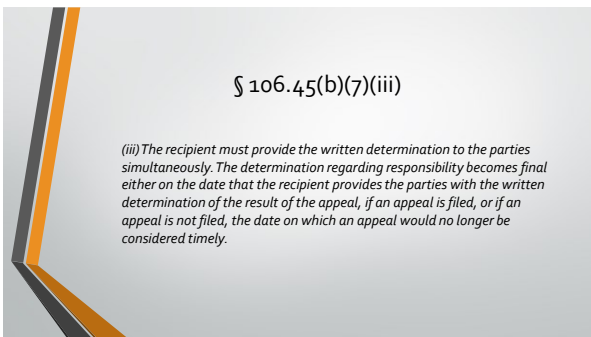 § 106.45(b)(7)(iii)
(iii) The recipient must provide the written determination to the parties
simultaneously. The determination regarding responsibility becomes final
either on the date that the recipient provides the parties with the written
determination of the result of the appeal, if an appeal is filed, or if an
appeal is not filed, the date on which an appeal would no longer be
considered timely.